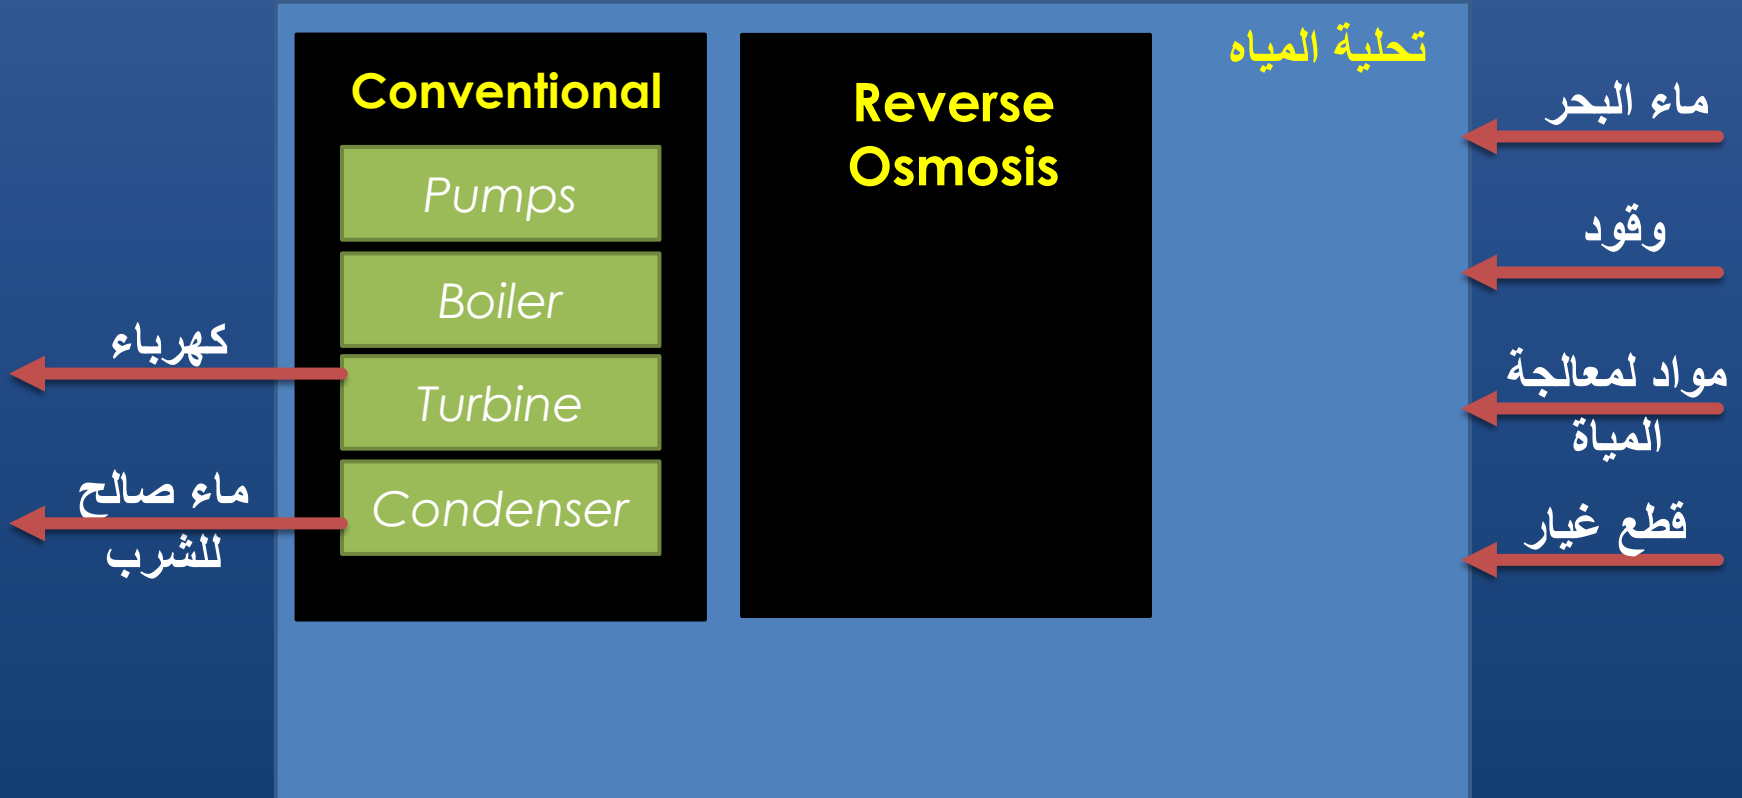 تحلية المياه
Conventional
Pumps
Boiler
Turbine
Condenser
Reverse
Osmosis
ماء البحر
وقود
مواد لمعالجة
المياة
قطع غيار
كهرباء
ماء صالح
للشرب